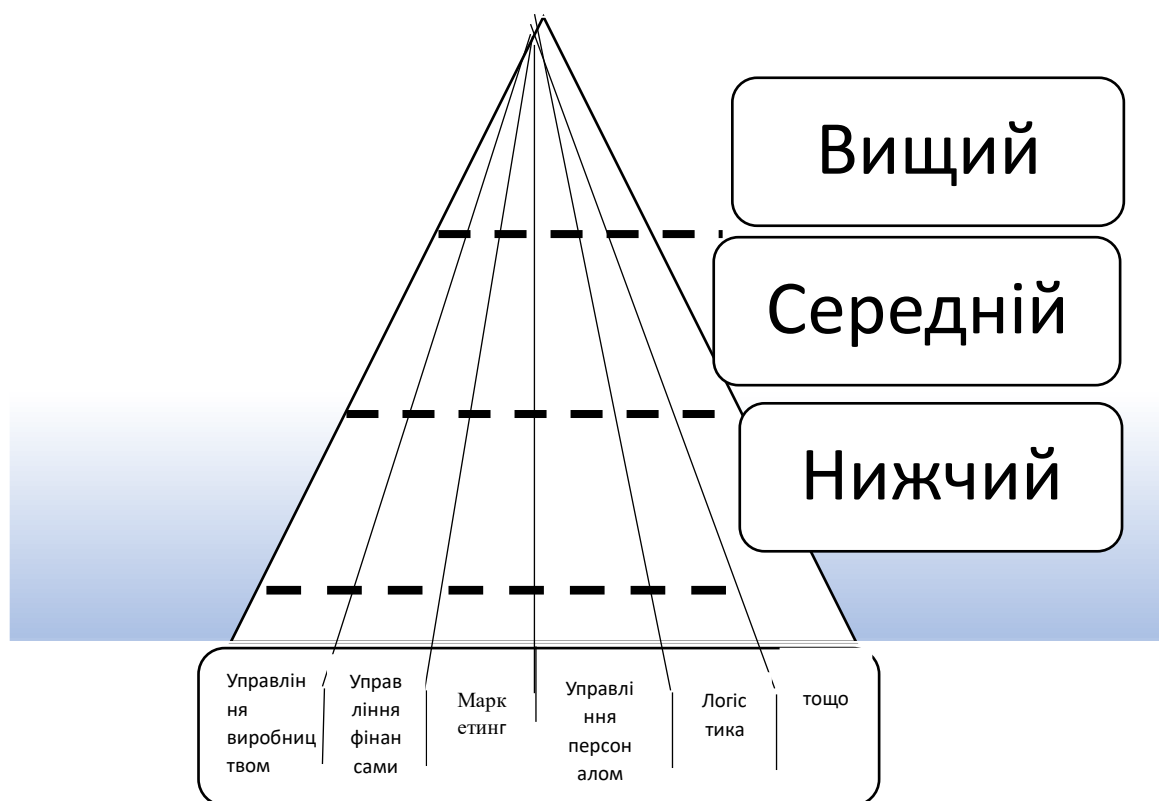 Вищий
Середній
Нижчий
Управлін
ня
виробниц
твом
Управ
ління
фінан
сами
Марк
етинг
Управлі
ння
персон
алом
Логіс
тика
тощо